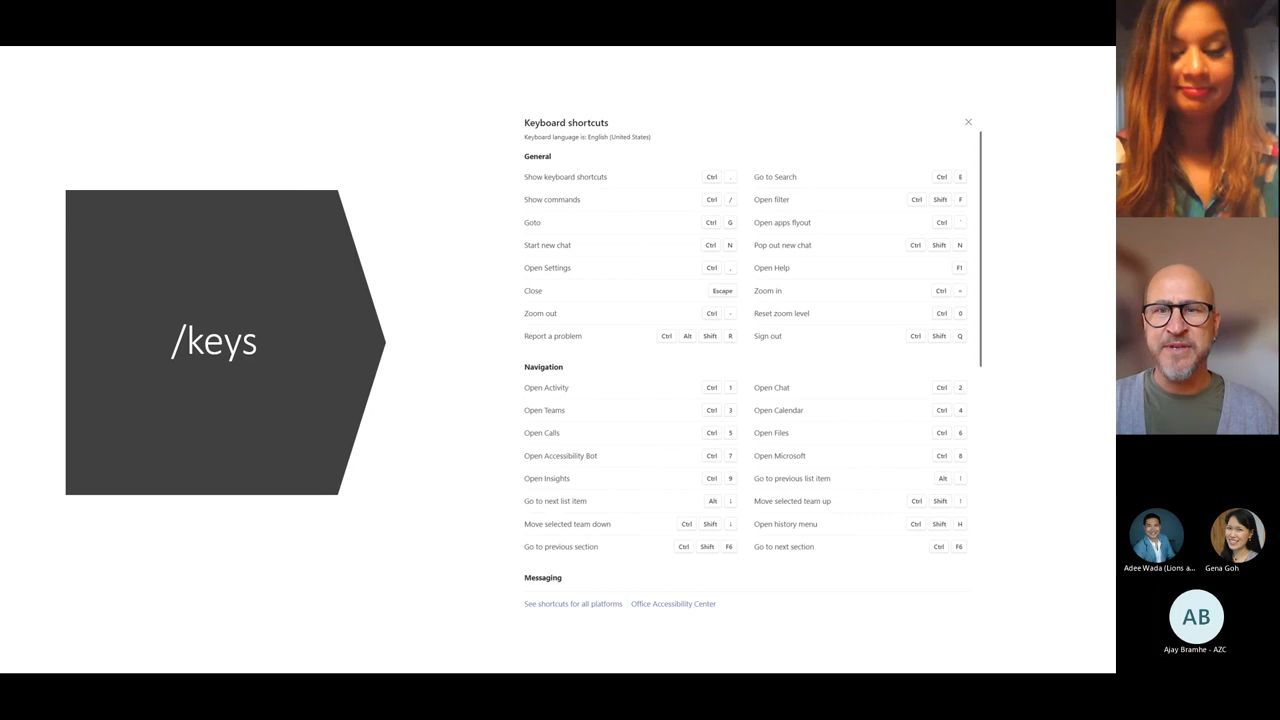 /keys
Keyboard shortcuts
Keyboard language is: English (United States)
General
Show keyboard shortcuts Ctrl . Go to Search Ctrl E
Show commands Ctrl / Open filter Ctrl Shift F
Goto Ctrl G Open apps flyout Ctrl `
Start new chat Ctrl N Pop out new chat Ctrl Shift N
Open Settings Ctrl , Open Help F1
Close Escape Zoom in Ctrl =
Zoom out Ctrl - Reset zoom level Ctrl 0
Report a problem Ctrl Alt Shift R Sign out Ctrl Shift Q
Navigation
Open Activity Ctrl 1 Open Chat Ctrl 2
Open Teams Ctrl 3 Open Calendar Ctrl 4
Open Calls Ctrl 5 Open Files Ctrl 6
Open Accessibility Bot Ctrl 7 Open Microsoft Ctrl 8
Open Insights Ctrl 9 Go to previous list item Alt ↑
Go to next list item Alt ↓ Move selected team up Ctrl Shift ↑
Move selected team down Ctrl Shift ↓ Open history menu Ctrl Shift H
Go to previous section Ctrl Shift F6 Go to next section Ctrl F6
Messaging
See shortcuts for all platforms Office Accessibility Center
Adee Wada (Lions a... Gena Goh
AB
Ajay Bramhe - AZC